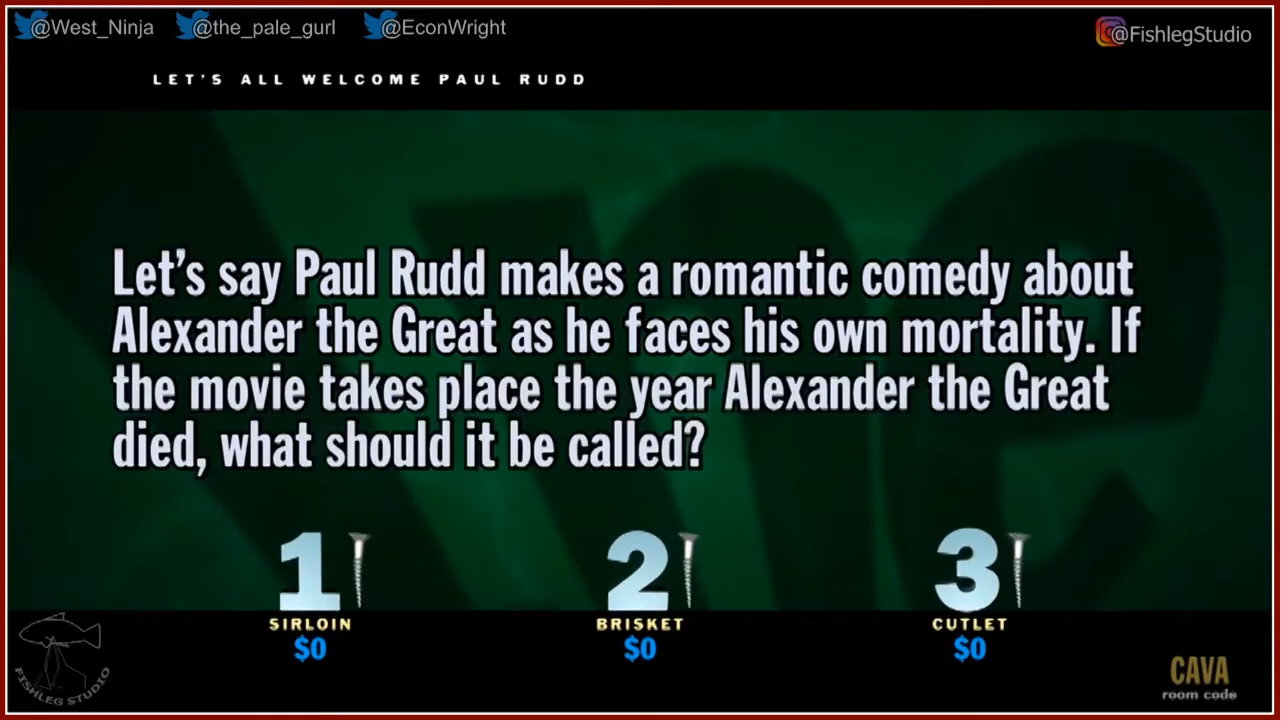 @West_Ninja @the_pale_gurl @EconWright
@FishlegStudio
LET'S ALL WELCOME PAUL RUDD
Let's say Paul Rudd makes a romantic comedy about
Alexander the Great as he faces his own mortality. If
the movie takes place the year Alexander the Great
died, what should it be called?
1 2 3
SIRLOIN BRISKET CUTLET
$0 $0 $0
FISHLEG STUDIO
CAVA
room code